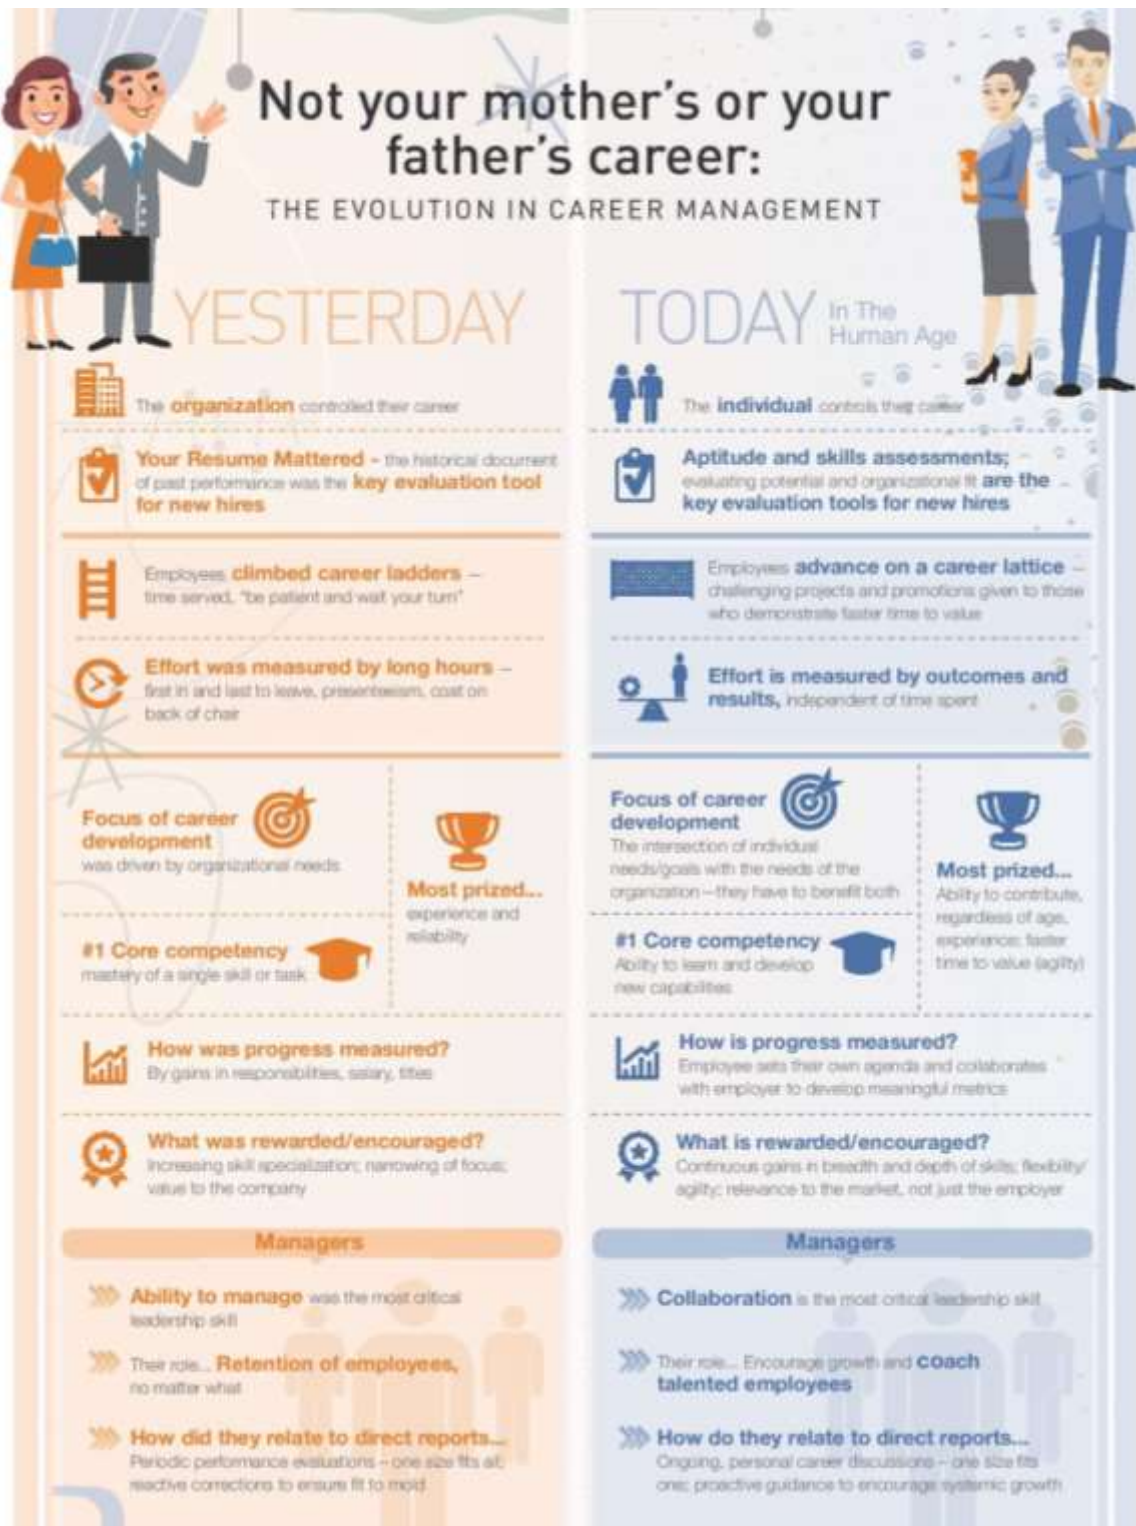 Not your mother's or your
father's career:
THE EVOLUTION IN CAREER MANAGEMENT
YESTERDAY
The organization controlled their career
Your Resume Mattered – the historical document
of past performance was the key evaluation tool
for new hires
Employees climbed career ladders –
time served, "be patient and wait your turn"
Effort was measured by long hours –
first in and last to leave, presenteeism, coat on
back of chair
Focus of career
development
was driven by organizational needs
#1 Core competency
mastery of a single skill or task
Most prized...
experience and
reliability
How was progress measured?
By gains in responsibilities, salary, titles
What was rewarded/encouraged?
Increasing skill specialization; narrowing of focus;
value to the company
Managers
Ability to manage was the most critical
leadership skill
Their role... Retention of employees,
no matter what
How did they relate to direct reports...
Periodic performance evaluations – one size fits all;
reactive corrections to ensure fit to mold
TODAY In The
Human Age
The individual controls their career
Aptitude and skills assessments;
evaluating potential and organizational fit are the
key evaluation tools for new hires
Employees advance on a career lattice –
challenging projects and promotions given to those
who demonstrate faster time to value
Effort is measured by outcomes and
results, independent of time spent
Focus of career
development
The intersection of individual
needs/goals with the needs of the
organization – they have to benefit both
#1 Core competency
Ability to learn and develop
new capabilities
Most prized...
Ability to contribute,
regardless of age,
experience; faster
time to value (agility)
How is progress measured?
Employee sets their own agenda and collaborates
with employer to develop meaningful metrics
What is rewarded/encouraged?
Continuous gains in breadth and depth of skills; flexibility/
agility; relevance to the market, not just the employer
Managers
Collaboration is the most critical leadership skill
Their role... Encourage growth and coach
talented employees
How do they relate to direct reports...
Ongoing, personal career discussions – one size fits
one; proactive guidance to encourage systemic growth